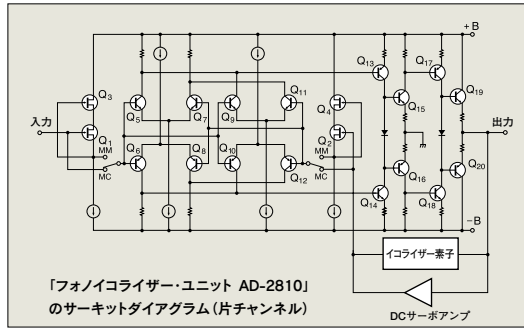 +B
Q13
Q17
Q3
Q11
Q4
Q19
Q5
Q7
Q9
Q15
入力
出力
Q1
MM
Q2
MM
Q6
Q8
Q10
MC
Q12
MC
Q16
Q20
Q14
Q18
−B
イコライザー素子
「フォノイコライザー・ユニット AD-2810」
のサーキットダイアグラム（片チャンネル）
DCサーボアンプ